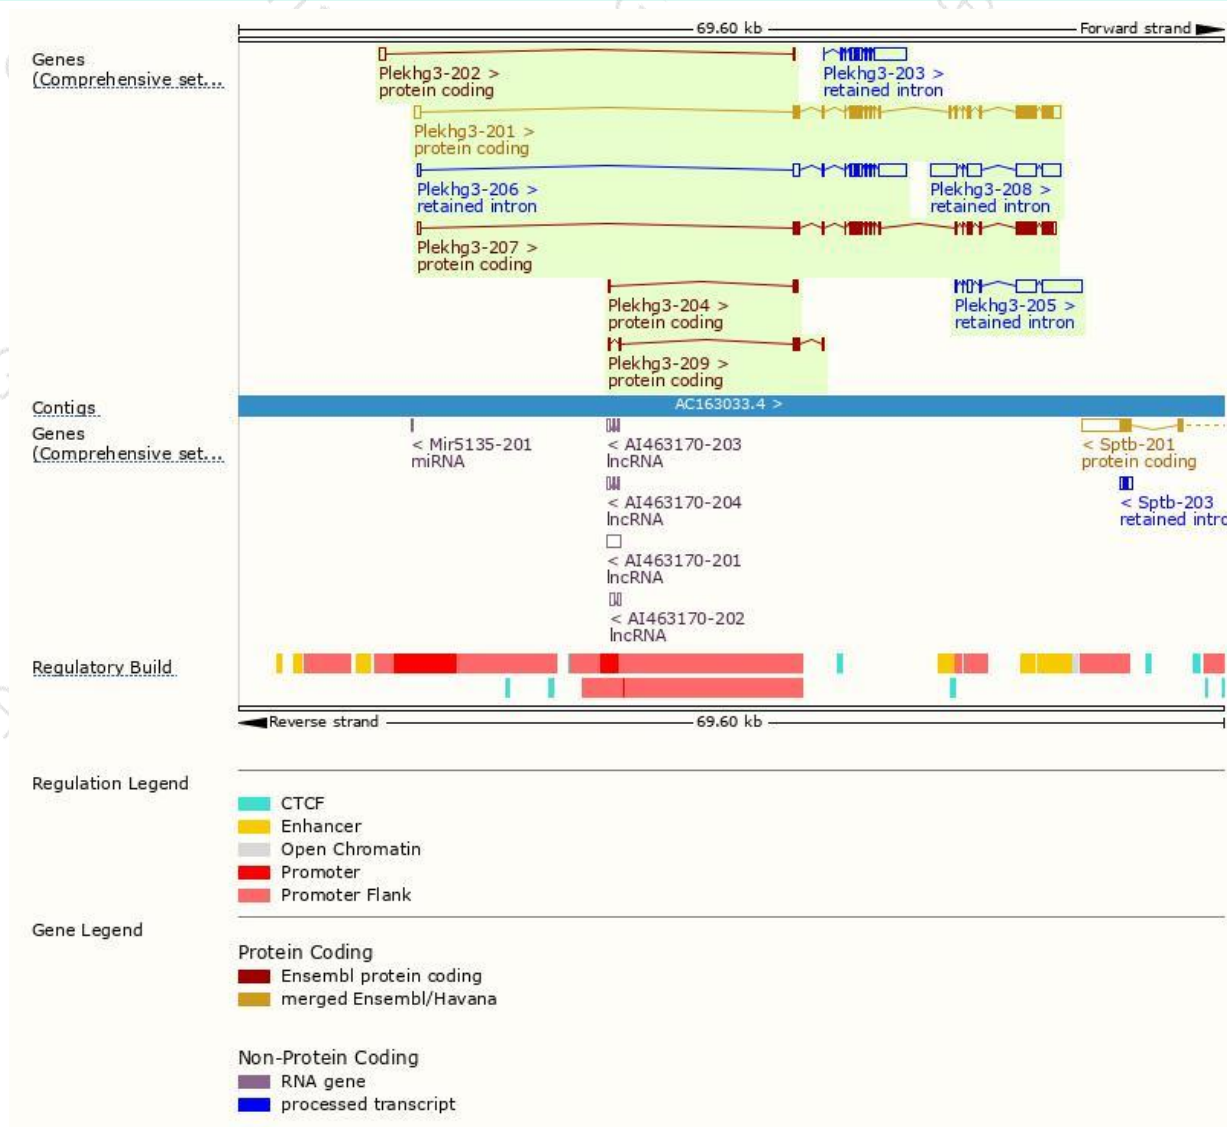 69.60 kb Forward strand
Genes
(Comprehensive set...
Plekhg3-202 > Plekhg3-203 >
protein coding retained intron
Plekhg3-201 >
protein coding
Plekhg3-206 > Plekhg3-208 >
retained intron retained intron
Plekhg3-207 >
protein coding
Plekhg3-204 > Plekhg3-205 >
protein coding retained intron
Plekhg3-209 >
protein coding
Contigs AC163033.4 >
Genes
(Comprehensive set...
< Mir5135-201 < AI463170-203 < Sptb-201
miRNA lncRNA protein coding
< AI463170-204 < Sptb-203
lncRNA retained intro
< AI463170-201
lncRNA
< AI463170-202
lncRNA
Regulatory Build
Reverse strand 69.60 kb
Regulation Legend
CTCF
Enhancer
Open Chromatin
Promoter
Promoter Flank
Gene Legend
Protein Coding
Ensembl protein coding
merged Ensembl/Havana
Non-Protein Coding
RNA gene
processed transcript